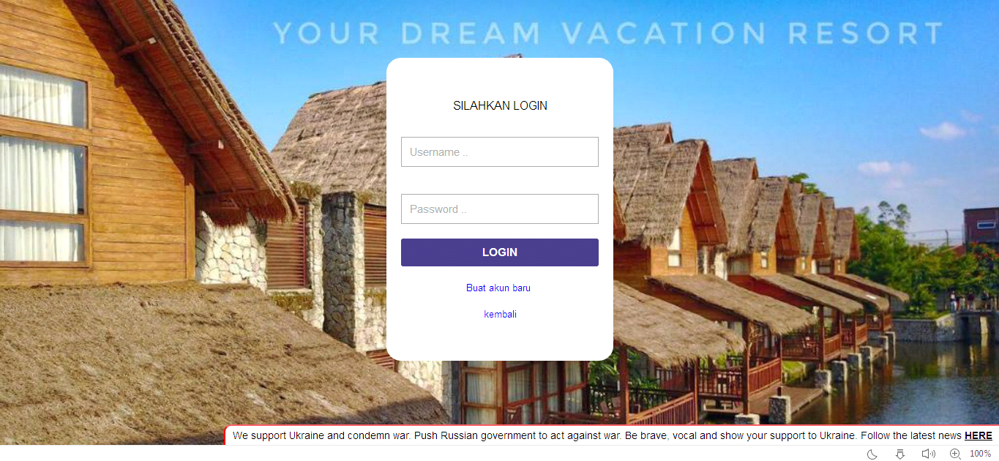 YOUR DREAM VACATION RESORT
SILAHKAN LOGIN
Username ..
Password ..
LOGIN
Buat akun baru
kembali
We support Ukraine and condemn war. Push Russian government to act against war. Be brave, vocal and show your support to Ukraine. Follow the latest news HERE
100%